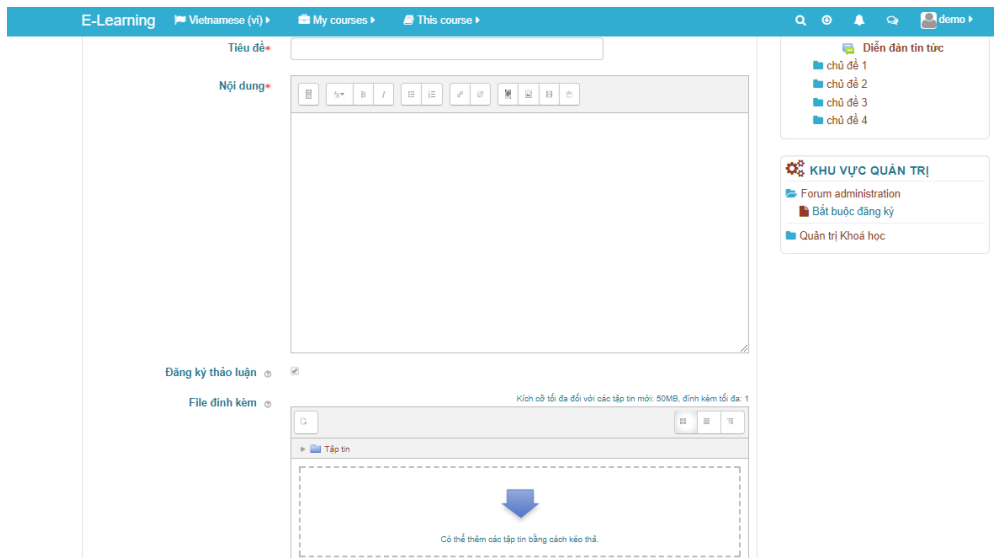 E-Learning Vietnamese (vi) My courses This course demo
Tiêu đề*
Nội dung*
B I
Đăng ký thảo luận
File đính kèm
Kích cỡ tối đa đối với các tập tin mới: 50MB, đính kèm tối đa: 1
Tập tin
Có thể thêm các tập tin bằng cách kéo thả.
Diễn đàn tin tức
chủ đề 1
chủ đề 2
chủ đề 3
chủ đề 4
KHU VỰC QUẢN TRỊ
Forum administration
Bắt buộc đăng ký
Quản trị Khoá học